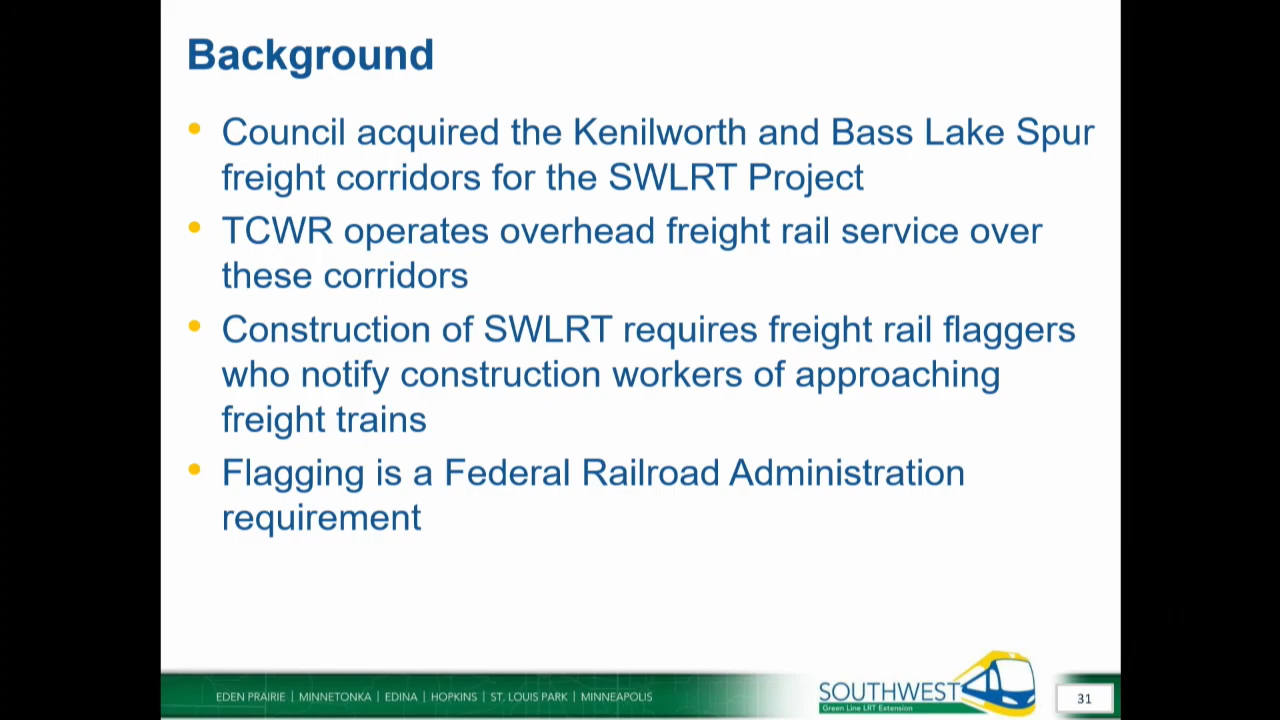 Background
• Council acquired the Kenilworth and Bass Lake Spur
freight corridors for the SWLRT Project
• TCWR operates overhead freight rail service over
these corridors
• Construction of SWLRT requires freight rail flaggers
who notify construction workers of approaching
freight trains
• Flagging is a Federal Railroad Administration
requirement
EDEN PRAIRIE | MINNETONKA | EDINA | HOPKINS | ST. LOUIS PARK | MINNEAPOLIS
SOUTHWEST
Green Line LRT Extension
31